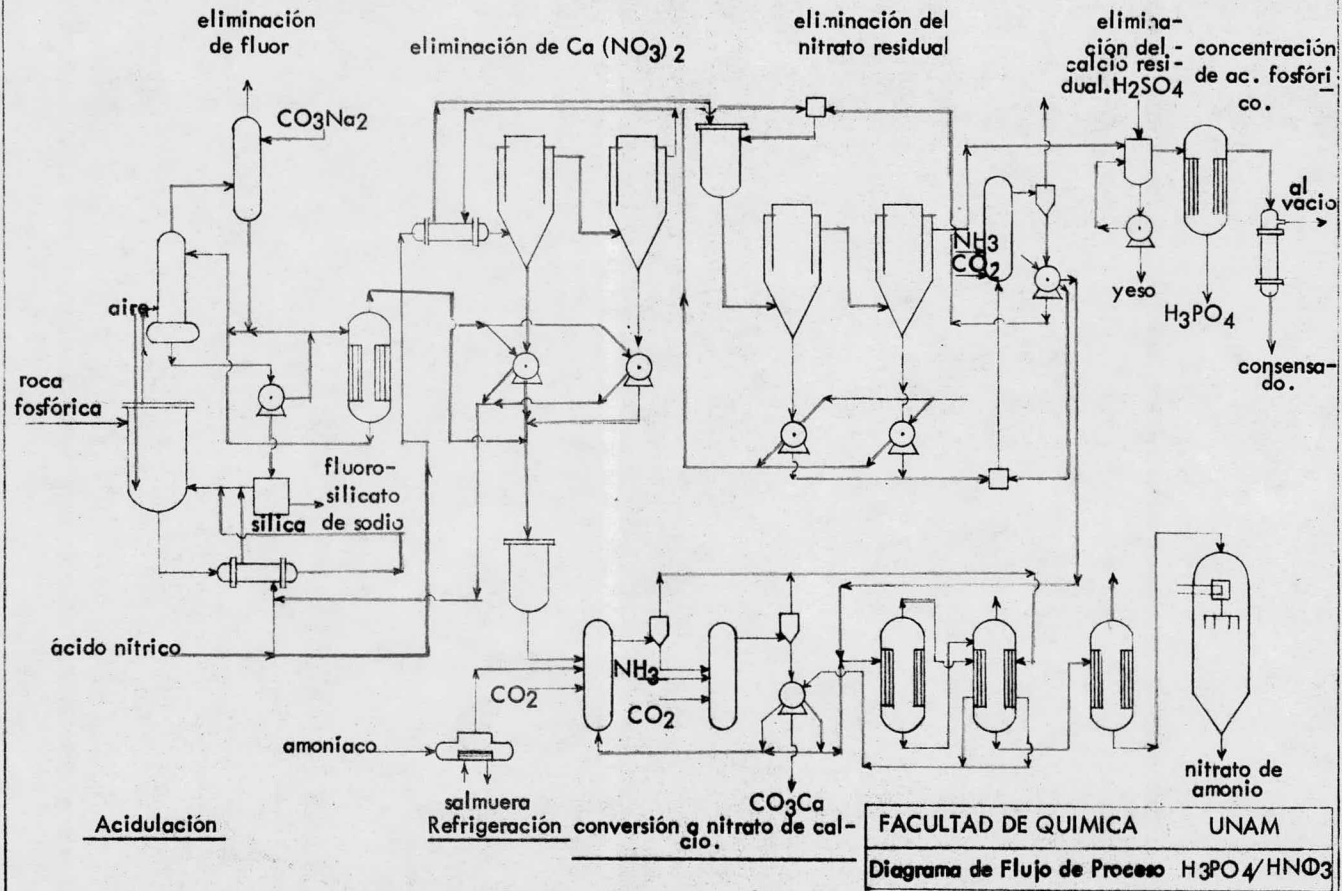 eliminación
de fluor
eliminación de Ca (NO3) 2
eliminación del
nitrato residual
elimina-
ción del -
calcio resi-
dual.H2SO4
concentración
de ac. fosfóri
co.
CO3Na2
al
vacio
NH3
CO2
aire
yeso
H3PO4
consensa-
do.
roca
fosfórica
fluoro-
silicato
de sodio
silica
ácido nítrico
NH3
CO2
CO2
amoníaco
nitrato de
amonio
salmuera
CO3Ca
Acidulación
Refrigeración
conversión a nitrato de cal-
cio.
FACULTAD DE QUIMICA UNAM
Diagrama de Flujo de Proceso H3PO4/HNO3